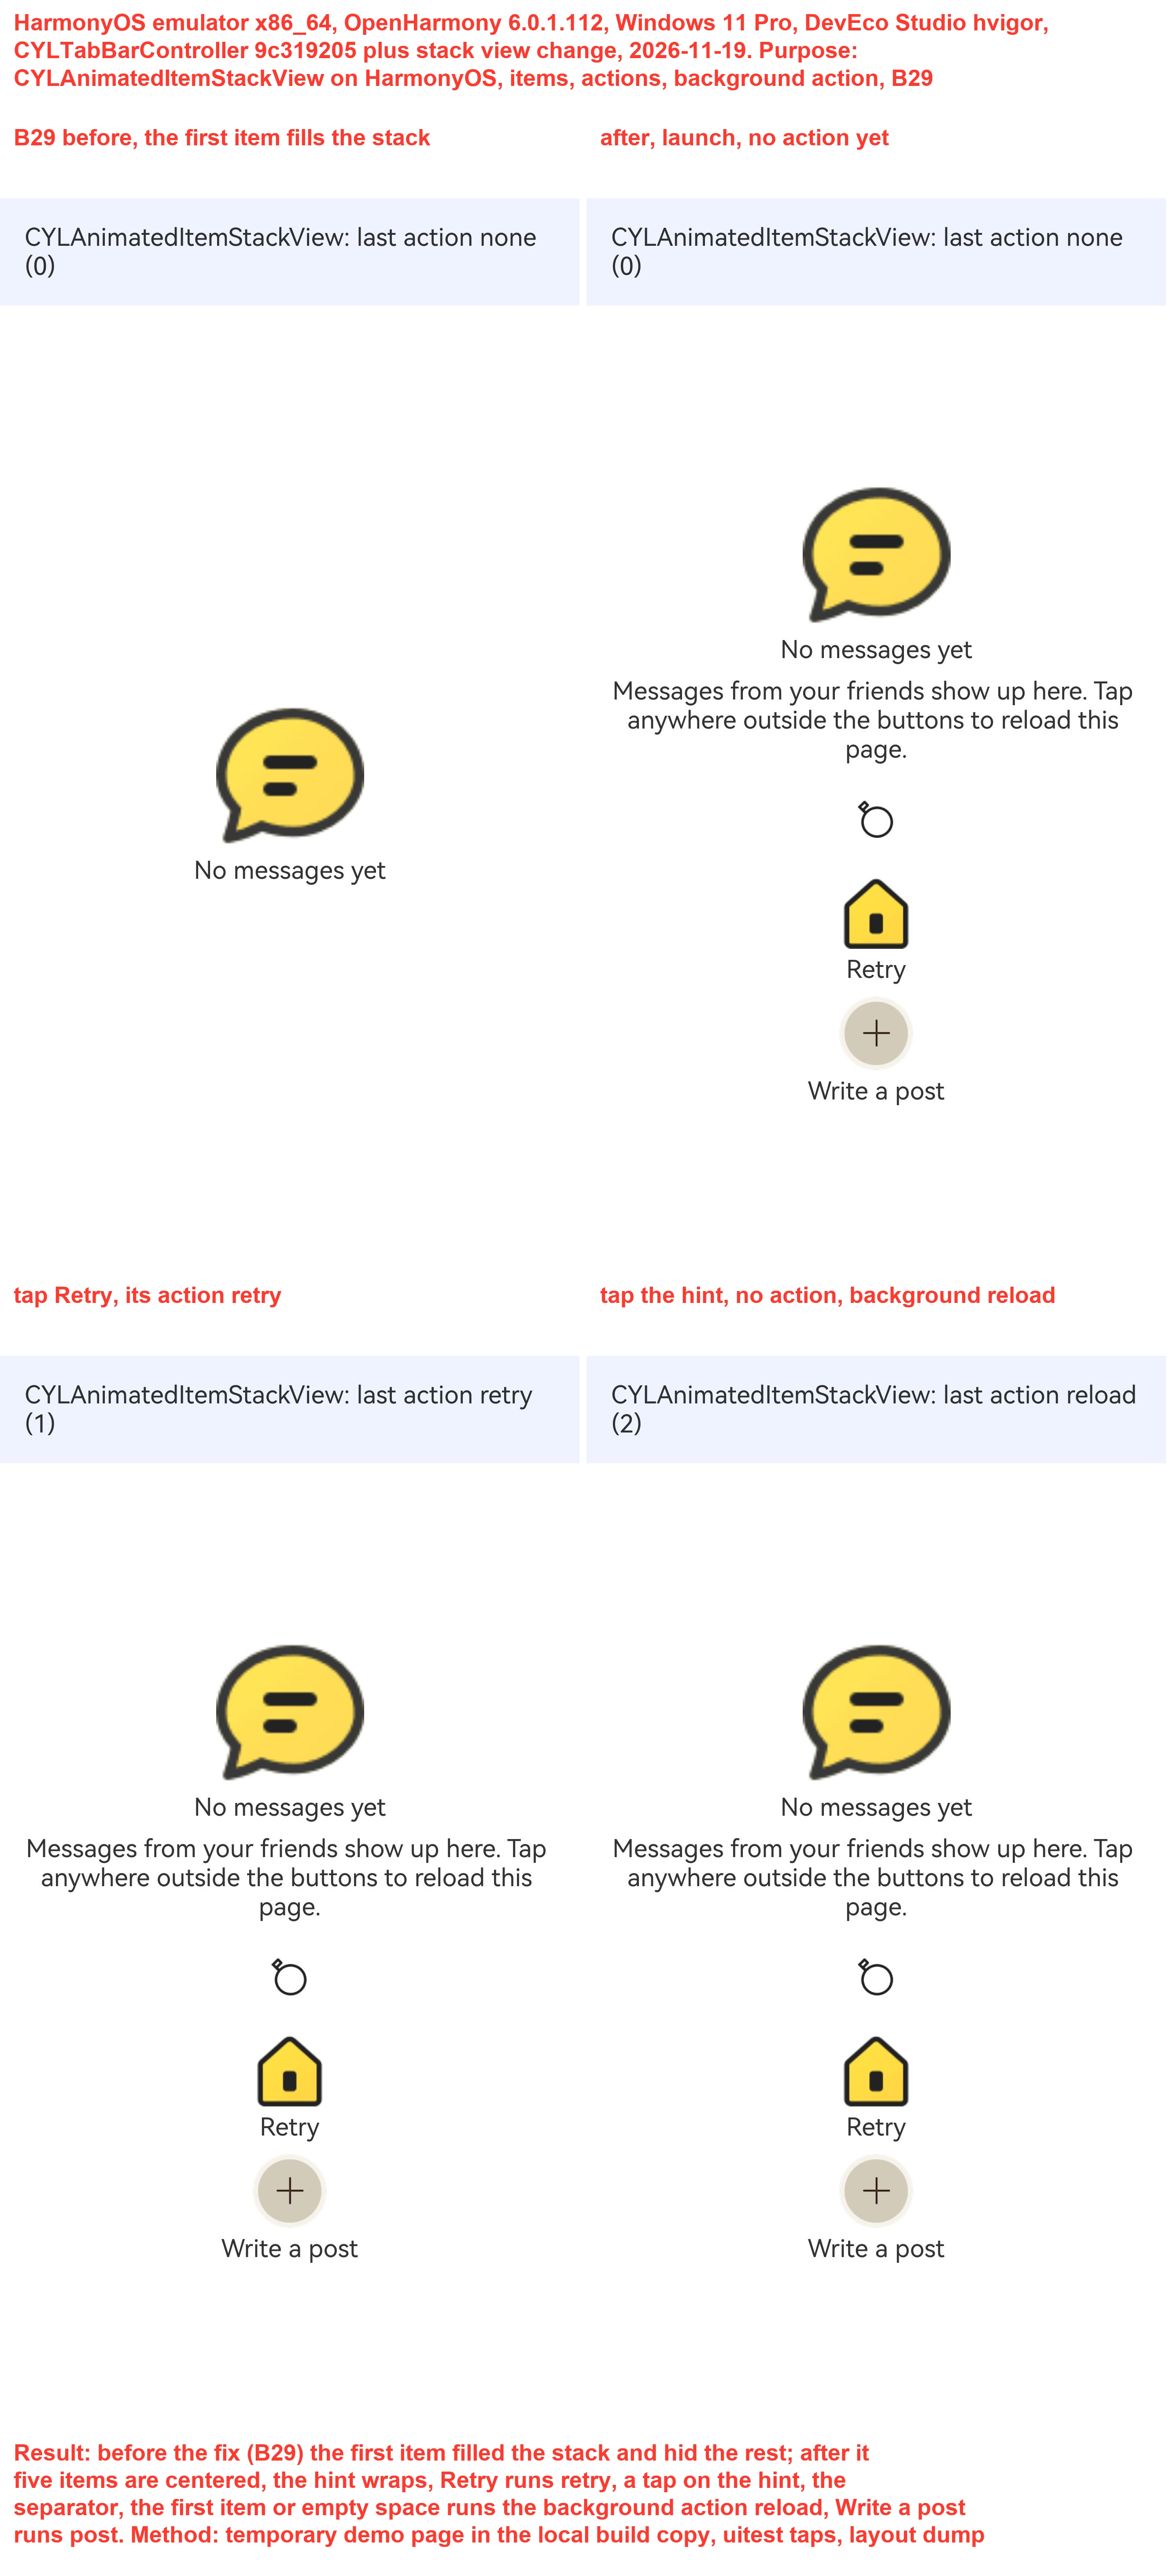 HarmonyOS emulator x86_64, OpenHarmony 6.0.1.112, Windows 11 Pro, DevEco Studio hvigor,
CYLTabBarController 9c319205 plus stack view change, 2026-11-19. Purpose:
CYLAnimatedItemStackView on HarmonyOS, items, actions, background action, B29
B29 before, the first item fills the stack
after, launch, no action yet
CYLAnimatedItemStackView: last action none
(0)
CYLAnimatedItemStackView: last action none
(0)
No messages yet
No messages yet
Messages from your friends show up here. Tap
anywhere outside the buttons to reload this
page.
Retry
Write a post
tap Retry, its action retry
tap the hint, no action, background reload
CYLAnimatedItemStackView: last action retry
(1)
CYLAnimatedItemStackView: last action reload
(2)
No messages yet
Messages from your friends show up here. Tap
anywhere outside the buttons to reload this
page.
Retry
Write a post
No messages yet
Messages from your friends show up here. Tap
anywhere outside the buttons to reload this
page.
Retry
Write a post
Result: before the fix (B29) the first item filled the stack and hid the rest; after it
five items are centered, the hint wraps, Retry runs retry, a tap on the hint, the
separator, the first item or empty space runs the background action reload, Write a post
runs post. Method: temporary demo page in the local build copy, uitest taps, layout dump